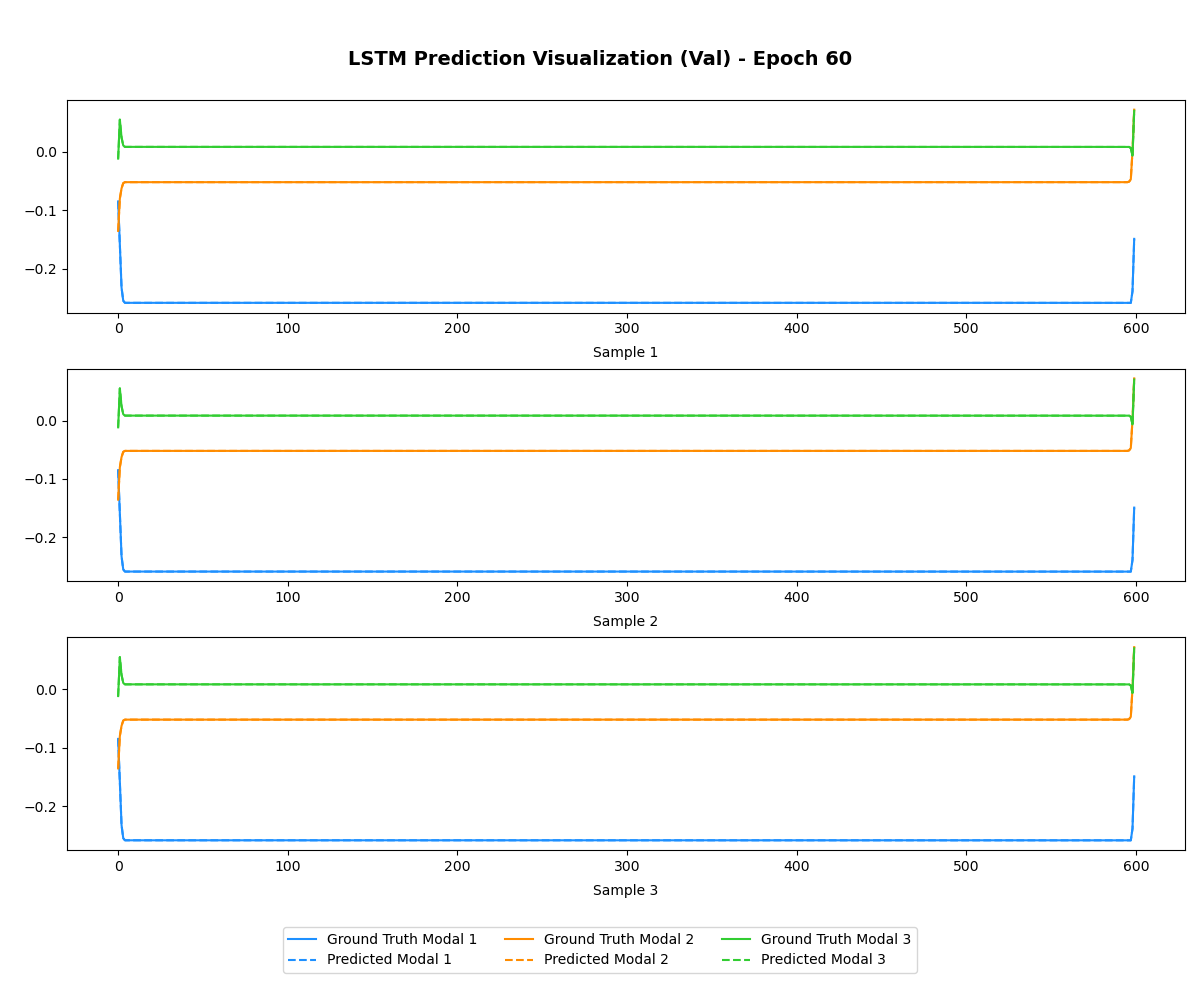 LSTM Prediction Visualization (Val) - Epoch 60
0.0
−0.1
−0.2
0 100 200 300 400 500 600
Sample 1
0.0
−0.1
−0.2
0 100 200 300 400 500 600
Sample 2
0.0
−0.1
−0.2
0 100 200 300 400 500 600
Sample 3
Ground Truth Modal 1 Ground Truth Modal 2 Ground Truth Modal 3
Predicted Modal 1 Predicted Modal 2 Predicted Modal 3